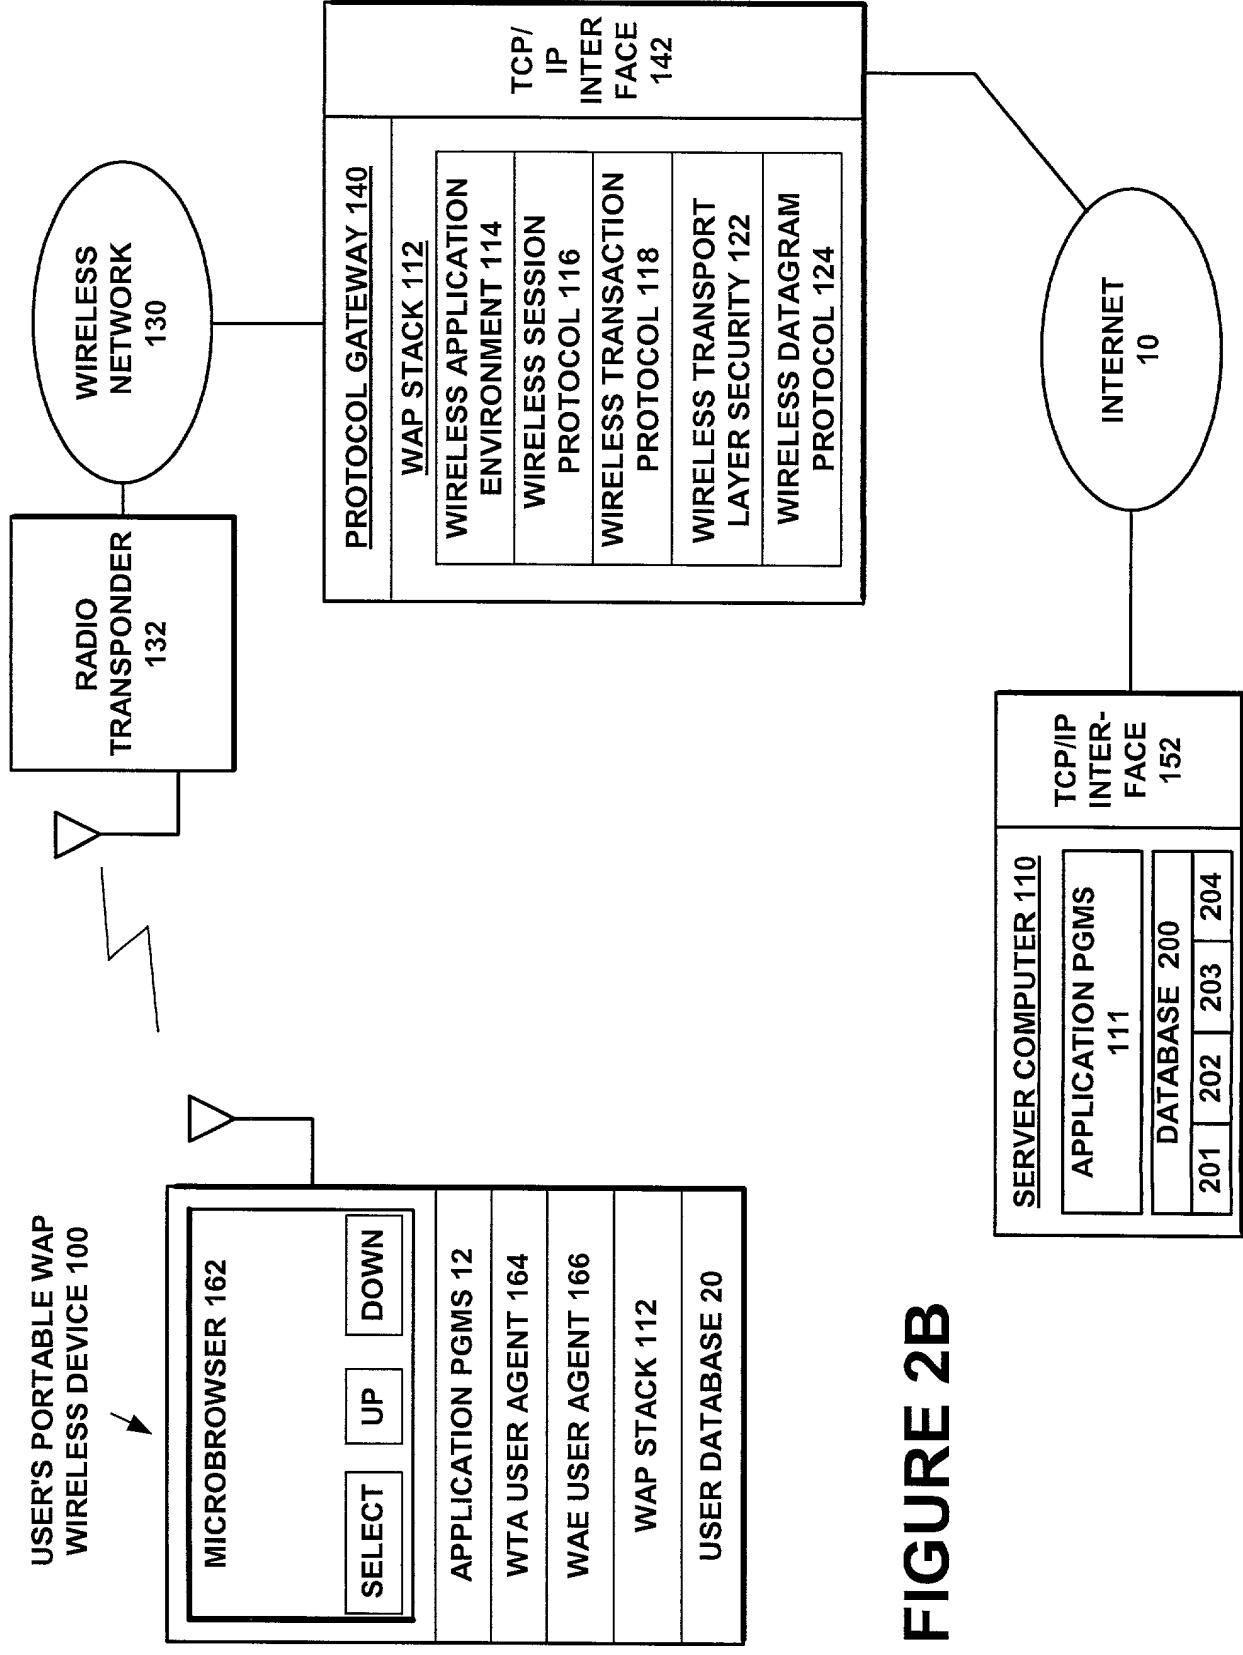 USER'S PORTABLE WAP
WIRELESS DEVICE 100
MICROBROWSER 162
SELECT
UP
DOWN
APPLICATION PGMS 12
WTA USER AGENT 164
WAE USER AGENT 166
WAP STACK 112
USER DATABASE 20
RADIO
TRANSPONDER
132
WIRELESS
NETWORK
130
PROTOCOL GATEWAY 140
WAP STACK 112
WIRELESS APPLICATION
ENVIRONMENT 114
WIRELESS SESSION
PROTOCOL 116
WIRELESS TRANSACTION
PROTOCOL 118
WIRELESS TRANSPORT
LAYER SECURITY 122
WIRELESS DATAGRAM
PROTOCOL 124
TCP/
IP
INTER
FACE
142
SERVER COMPUTER 110
APPLICATION PGMS
111
DATABASE 200
201
202
203
204
TCP/IP
INTER-
FACE
152
INTERNET
10
FIGURE 2B